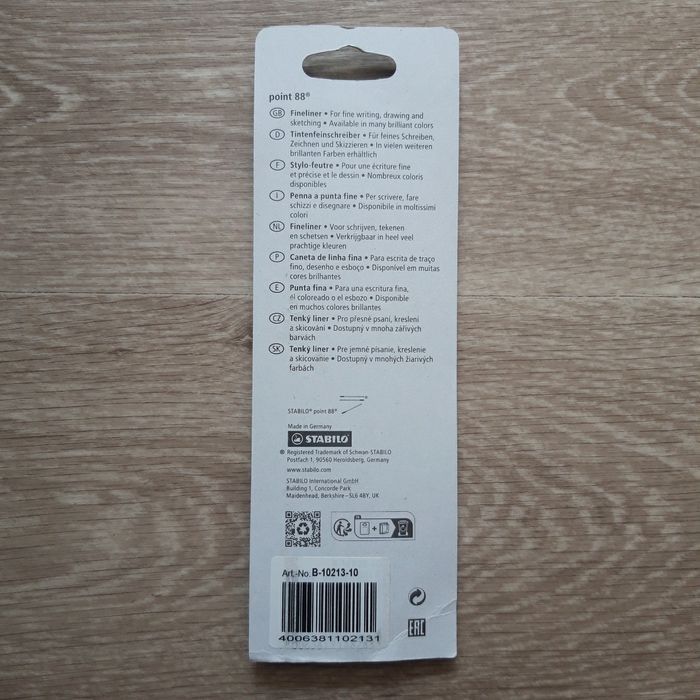 point 88®
GB Fineliner • For fine writing, drawing and
sketching • Available in many brilliant colors
D Tintenfeinschreiber • Für feines Schreiben,
Zeichnen und Skizzieren • In vielen weiteren
brillanten Farben erhältlich
F Stylo-feutre • Pour une écriture fine
et précise et le dessin • Nombreux coloris
disponibles
I Penna a punta fine • Per scrivere, fare
schizzi e disegnare • Disponibile in moltissimi
colori
NL Fineliner • Voor schrijven, tekenen
en schetsen • Verkrijgbaar in heel veel
prachtige kleuren
P Caneta de linha fina • Para escrita de traço
fino, desenho e esboço • Disponível em muitas
cores brilhantes
E Punta fina • Para una escritura fina,
el coloreado o el esbozo • Disponible
en muchos colores brillantes
CZ Tenký liner • Pro přesné psaní, kreslení
a skicování • Dostupný v mnoha zářivých
barvách
SK Tenký liner • Pre jemné písanie, kreslenie
a skicovanie • Dostupný v mnohých žiarivých
farbách
STABILO® point 88®
Made in Germany
STABILO
® Registered Trademark of Schwan-STABILO
Postfach 1, 90560 Heroldsberg, Germany
www.stabilo.com
STABILO International GmbH
Building 1, Concorde Park
Maidenhead, Berkshire – SL6 4BY, UK
Art.-No. B-10213-10
4006381102131
EAC